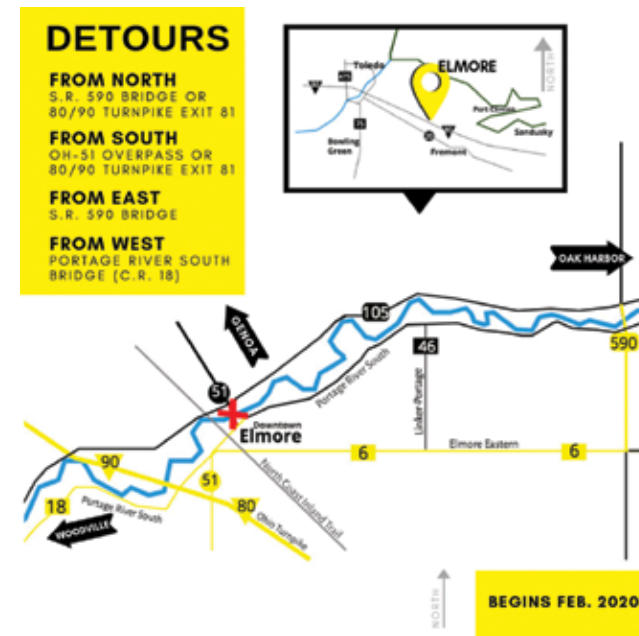 DETOURS
FROM NORTH
S.R. 590 BRIDGE OR
80/90 TURNPIKE EXIT 81
FROM SOUTH
OH-51 OVERPASS OR
80/90 TURNPIKE EXIT 81
FROM EAST
S.R. 590 BRIDGE
FROM WEST
PORTAGE RIVER SOUTH
BRIDGE (C.R. 18)
Toledo
ELMORE
NORTH
Port Clinton
Sandusky
75
Bowling
Green
Fremont
OAK HARBOR
GENOA
105
51
46
590
Portage River South
Linker-Portage
Downtown
Elmore
6
Elmore Eastern
6
90
51
North Coast Inland Trail
18
Portage River South
80
Ohio Turnpike
WOODVILLE
NORTH
BEGINS FEB. 2020